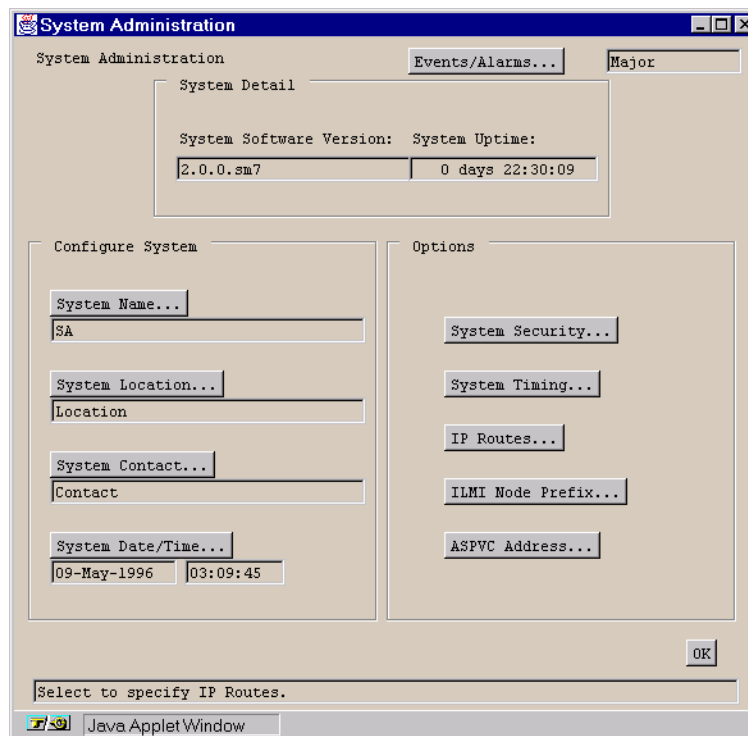 System Administration
System Administration
Events/Alarms...
Major
System Detail
System Software Version: System Uptime:
2.0.0.sm7 0 days 22:30:09
Configure System
System Name...
SA
System Location...
Location
System Contact...
Contact
System Date/Time...
09-May-1996 03:09:45
Options
System Security...
System Timing...
IP Routes...
ILMI Node Prefix...
ASPVC Address...
OK
Select to specify IP Routes.
Java Applet Window